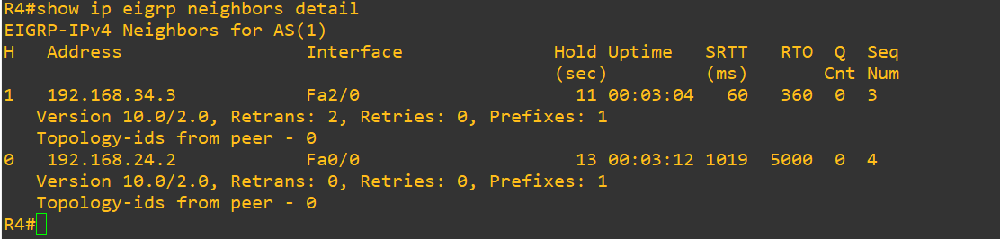 R4#show ip eigrp neighbors detail
EIGRP-IPv4 Neighbors for AS(1)
H   Address                 Interface              Hold Uptime   SRTT   RTO  Q  Seq
                                                   (sec)         (ms)       Cnt Num
1   192.168.34.3            Fa2/0                    11 00:03:04   60   360  0  3
   Version 10.0/2.0, Retrans: 2, Retries: 0, Prefixes: 1
   Topology-ids from peer - 0
0   192.168.24.2            Fa0/0                    13 00:03:12 1019  5000  0  4
   Version 10.0/2.0, Retrans: 0, Retries: 0, Prefixes: 1
   Topology-ids from peer - 0
R4#